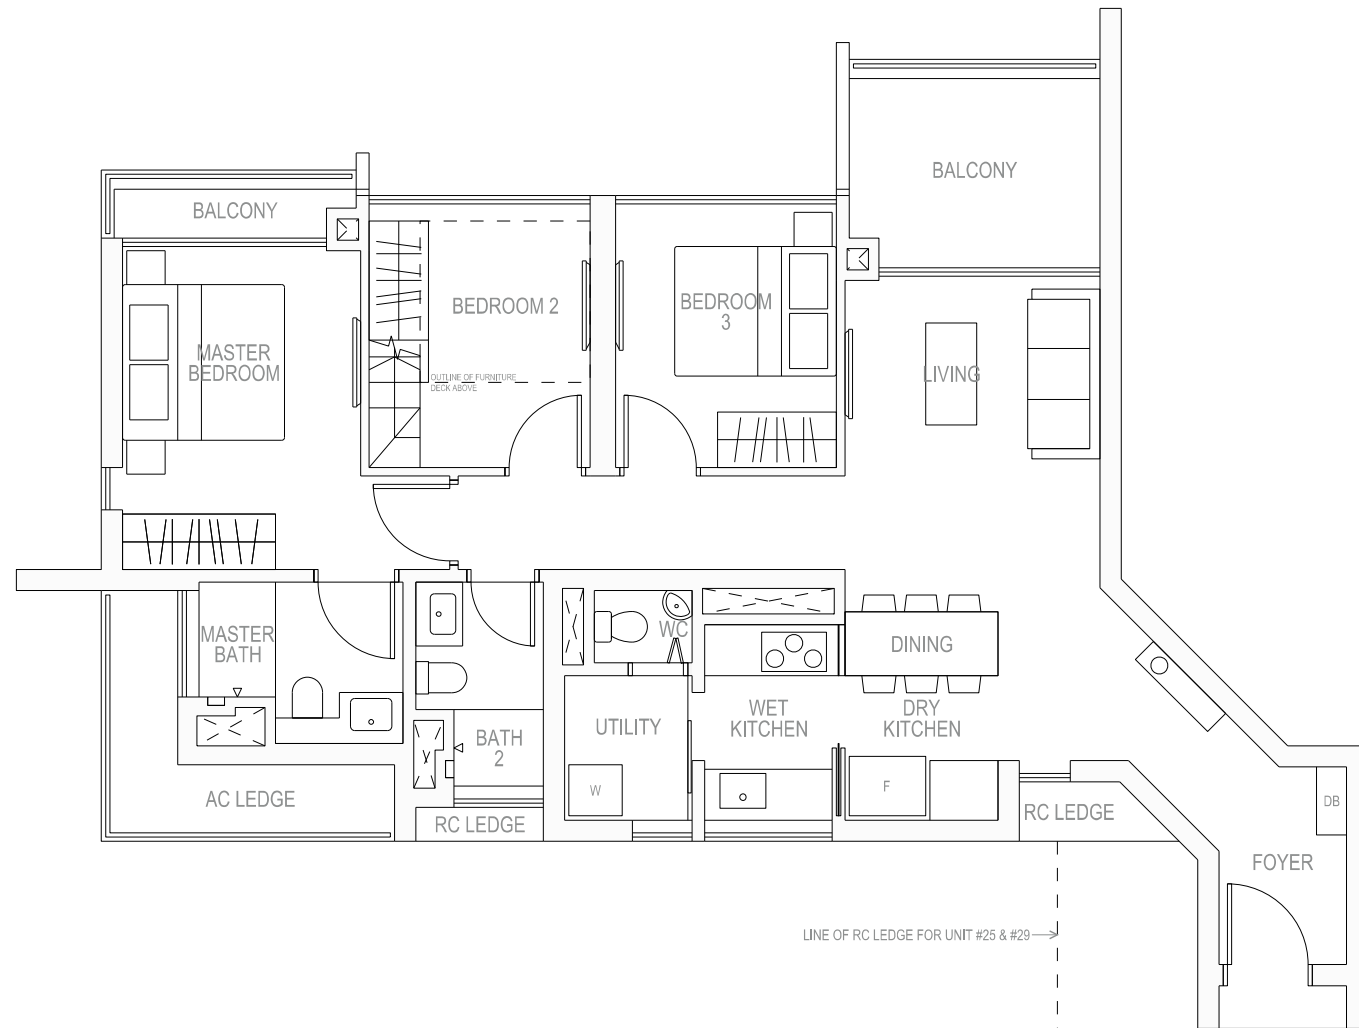 BALCONY
BALCONY
BEDROOM 2
BEDROOM
3
MASTER
BEDROOM
LIVING
OUTLINE OF FURNITURE
DECK ABOVE
MASTER
BATH
WC
DINING
UTILITY
WET
KITCHEN
DRY
KITCHEN
BATH
2
W
F
AC LEDGE
RC LEDGE
RC LEDGE
DB
FOYER
LINE OF RC LEDGE FOR UNIT #25 & #29